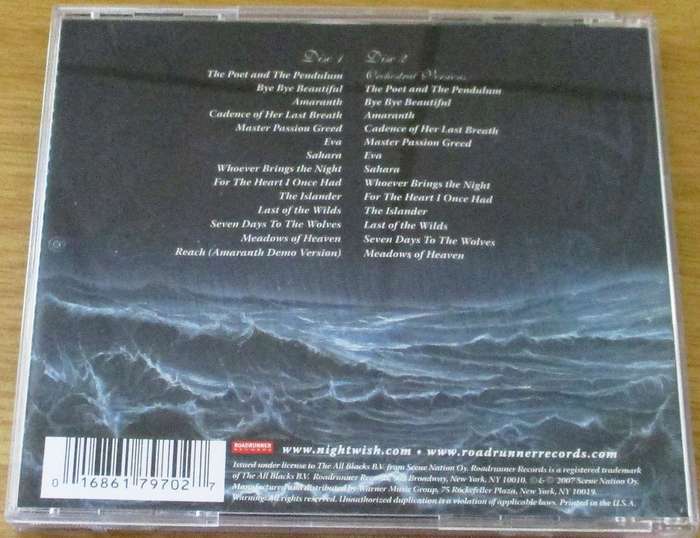 Disc 1
The Poet and The Pendulum
Bye Bye Beautiful
Amaranth
Cadence of Her Last Breath
Master Passion Greed
Eva
Sahara
Whoever Brings the Night
For The Heart I Once Had
The Islander
Last of the Wilds
Seven Days To The Wolves
Meadows of Heaven
Reach (Amaranth Demo Version)
Disc 2
Orchestral Versions
The Poet and The Pendulum
Bye Bye Beautiful
Amaranth
Cadence of Her Last Breath
Master Passion Greed
Eva
Sahara
Whoever Brings the Night
For The Heart I Once Had
The Islander
Last of the Wilds
Seven Days To The Wolves
Meadows of Heaven
0 16861 79702 7
ROADRUNNER
www.nightwish.com • www.roadrunnerrecords.com
Issued under license to The All Blacks B.V. from Scene Nation Oy. Roadrunner Records is a registered trademark
of The All Blacks B.V. Roadrunner Records, 902 Broadway, New York, NY 10010. ℗ & © 2007 Scene Nation Oy.
Manufactured and distributed by Warner Music Group, 75 Rockefeller Plaza, New York, NY 10019.
Warning: All rights reserved. Unauthorized duplication is a violation of applicable laws. Printed in the U.S.A.